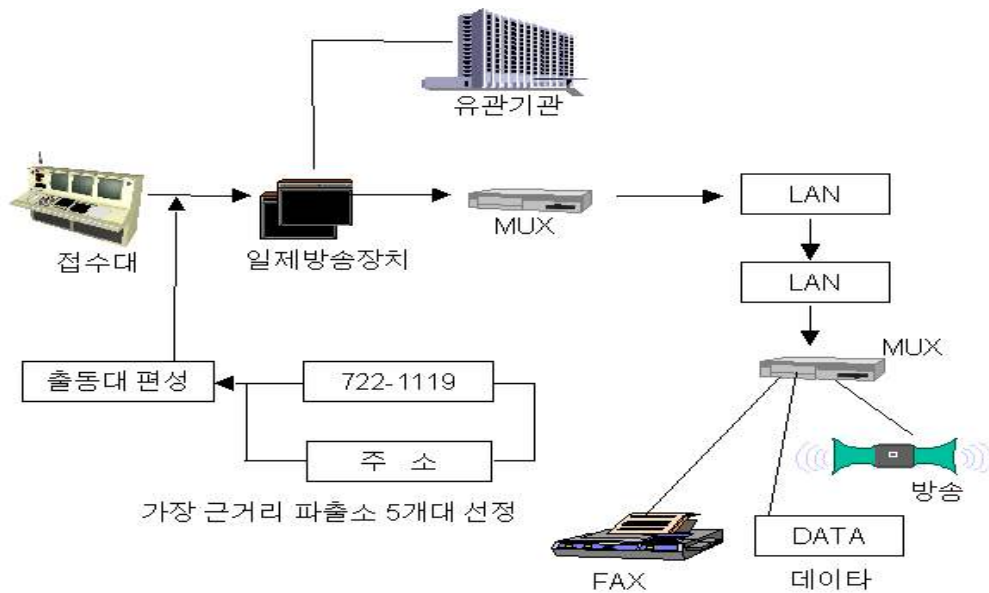 유관기관
LAN
MUX
접수대
일제방송장치
LAN
MUX
출동대 편성
722-1119
주 소
방송
가장 근거리 파출소 5개대 선정
DATA
FAX
데이타